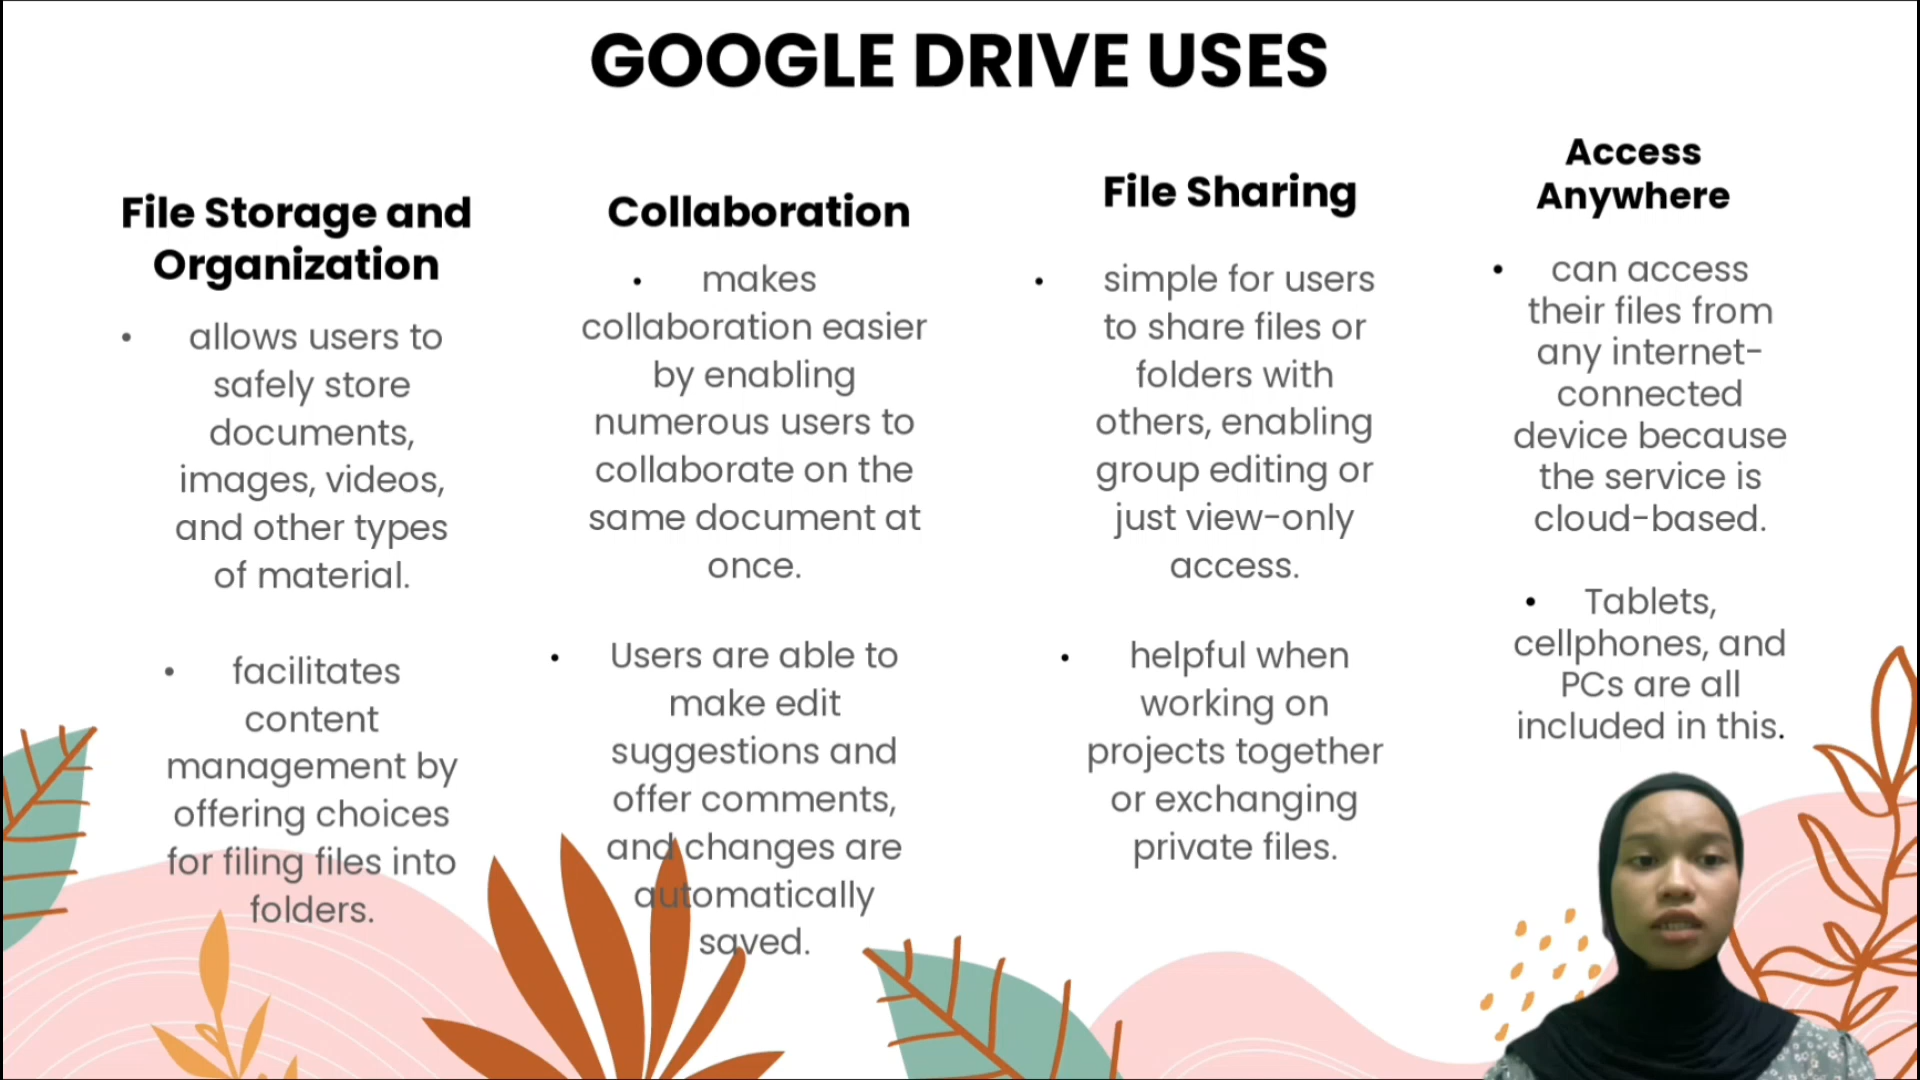 GOOGLE DRIVE USES
File Storage and
Organization
• allows users to
safely store
documents,
images, videos,
and other types
of material.
• facilitates
content
management by
offering choices
for filing files into
folders.
Collaboration
• makes
collaboration easier
by enabling
numerous users to
collaborate on the
same document at
once.
• Users are able to
make edit
suggestions and
offer comments,
and changes are
automatically
saved.
File Sharing
• simple for users
to share files or
folders with
others, enabling
group editing or
just view-only
access.
• helpful when
working on
projects together
or exchanging
private files.
Access
Anywhere
• can access
their files from
any internet-
connected
device because
the service is
cloud-based.
• Tablets,
cellphones, and
PCs are all
included in this.